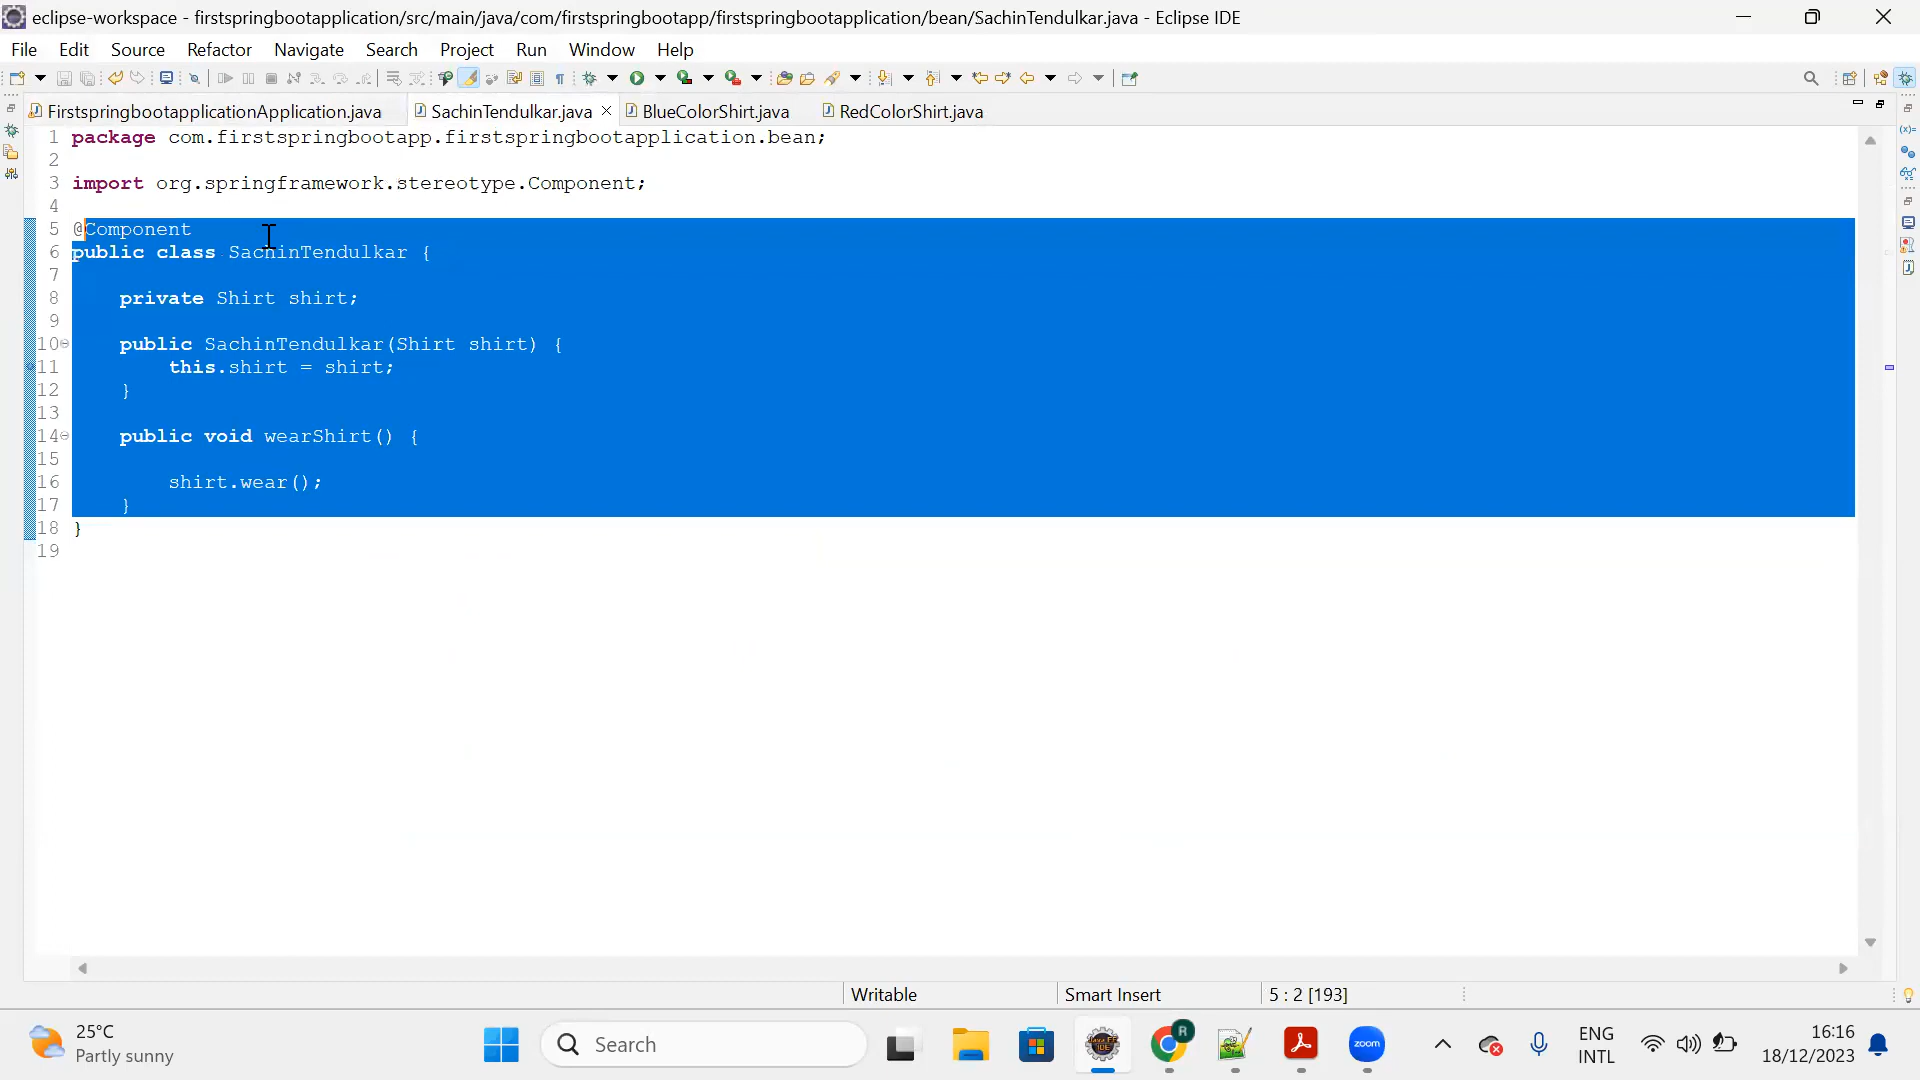 eclipse-workspace - firstspringbootapplication/src/main/java/com/firstspringbootapp/firstspringbootapplication/bean/SachinTendulkar.java - Eclipse IDE
File Edit Source Refactor Navigate Search Project Run Window Help
FirstspringbootapplicationApplication.java SachinTendulkar.java BlueColorShirt.java RedColorShirt.java
1 package com.firstspringbootapp.firstspringbootapplication.bean;
2
3 import org.springframework.stereotype.Component;
4
5 @Component
6 public class SachinTendulkar {
7
8 private Shirt shirt;
9
10 public SachinTendulkar(Shirt shirt) {
11 this.shirt = shirt;
12 }
13
14 public void wearShirt() {
15
16 shirt.wear();
17 }
18 }
19
Writable Smart Insert 5 : 2 [193]
25°C
Partly sunny
Search
R
zoom
ENG
INTL
16:16
18/12/2023